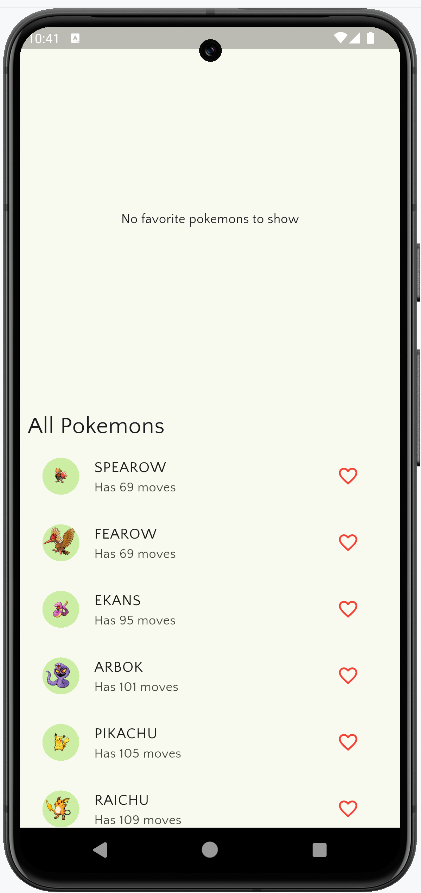 10:41
No favorite pokemons to show
All Pokemons
SPEAROW
Has 69 moves
FEAROW
Has 69 moves
EKANS
Has 95 moves
ARBOK
Has 101 moves
PIKACHU
Has 105 moves
RAICHU
Has 109 moves